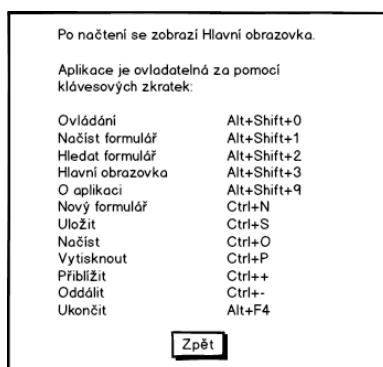 Po načtení se zobrazí Hlavní obrazovka.
Aplikace je ovladatelná za pomocí
klávesových zkratek:
Ovládání Alt+Shift+0
Načíst formulář Alt+Shift+1
Hledat formulář Alt+Shift+2
Hlavní obrazovka Alt+Shift+3
O aplikaci Alt+Shift+9
Nový formulář Ctrl+N
Uložit Ctrl+S
Načíst Ctrl+O
Vytisknout Ctrl+P
Přiblížit Ctrl++
Oddálit Ctrl+-
Ukončit Alt+F4
Zpět